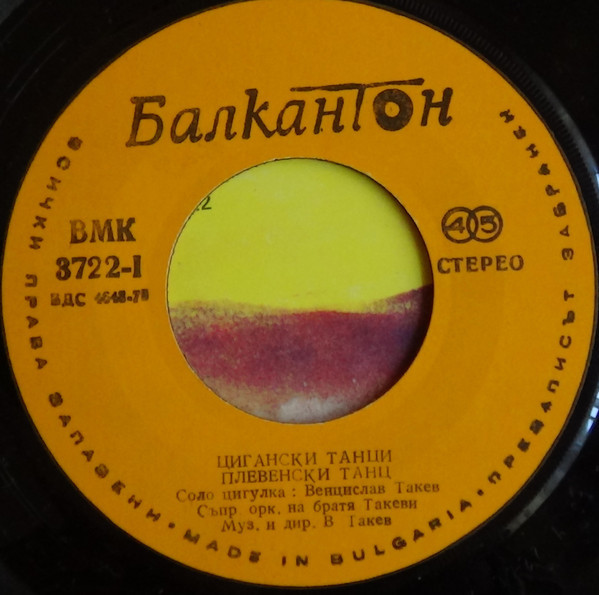 БалканТон
ВМК
3722-I
БДС 4648-78
45
СТЕРЕО
ЦИГАНСКИ ТАНЦИ
ПЛЕВЕНСКИ ТАНЦ
Соло цигулка : Венцислав Такев
Съпр. орк. на братя Такеви
Муз. и дир. В Такев
ВСИЧКИ ПРАВА ЗАПАЗЕНИ • MADE IN BULGARIA • ПРЕЗАПИСЪТ ЗАБРАНЕН